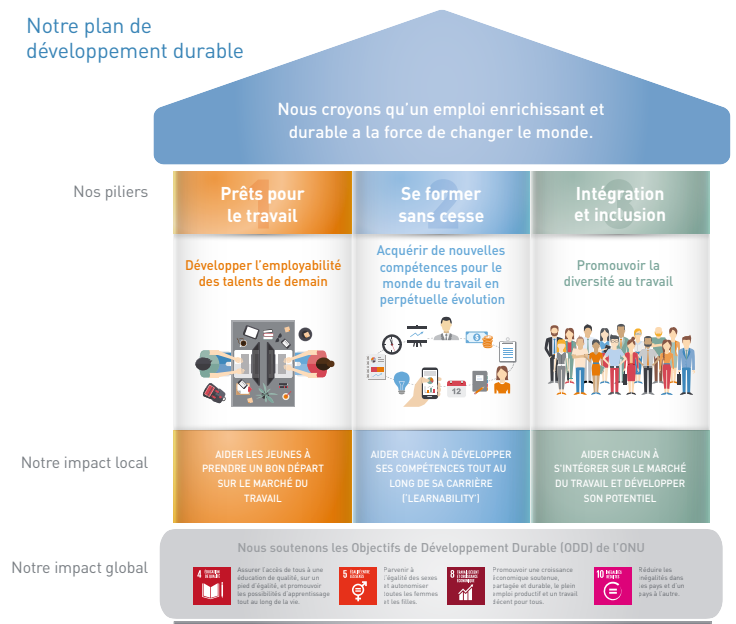 Notre plan de
développement durable
Nous croyons qu'un emploi enrichissant et
durable a la force de changer le monde.
Nos piliers
1
Prêts pour
le travail
2
Se former
sans cesse
3
Intégration
et inclusion
Développer l'employabilité
des talents de demain
Acquérir de nouvelles
compétences pour le
monde du travail en
perpétuelle évolution
Promouvoir la
diversité au travail
12
Notre impact local
AIDER LES JEUNES À
PRENDRE UN BON DÉPART
SUR LE MARCHÉ DU
TRAVAIL
AIDER CHACUN À DÉVELOPPER
SES COMPÉTENCES TOUT AU
LONG DE SA CARRIÈRE
('LEARNABILITY')
AIDER CHACUN À
S'INTÉGRER SUR LE MARCHÉ
DU TRAVAIL ET DÉVELOPPER
SON POTENTIEL
Notre impact global
Nous soutenons les Objectifs de Développement Durable (ODD) de l'ONU
4
Assurer l'accès de tous à une
éducation de qualité, sur un
pied d'égalité, et promouvoir
les possibilités d'apprentissage
tout au long de la vie.
5
Parvenir à
l'égalité des sexes
et autonomiser
toutes les femmes
et les filles.
8
Promouvoir une croissance
économique soutenue,
partagée et durable, le plein
emploi productif et un travail
décent pour tous.
10
Réduire les
inégalités dans
les pays et d'un
pays à l'autre.